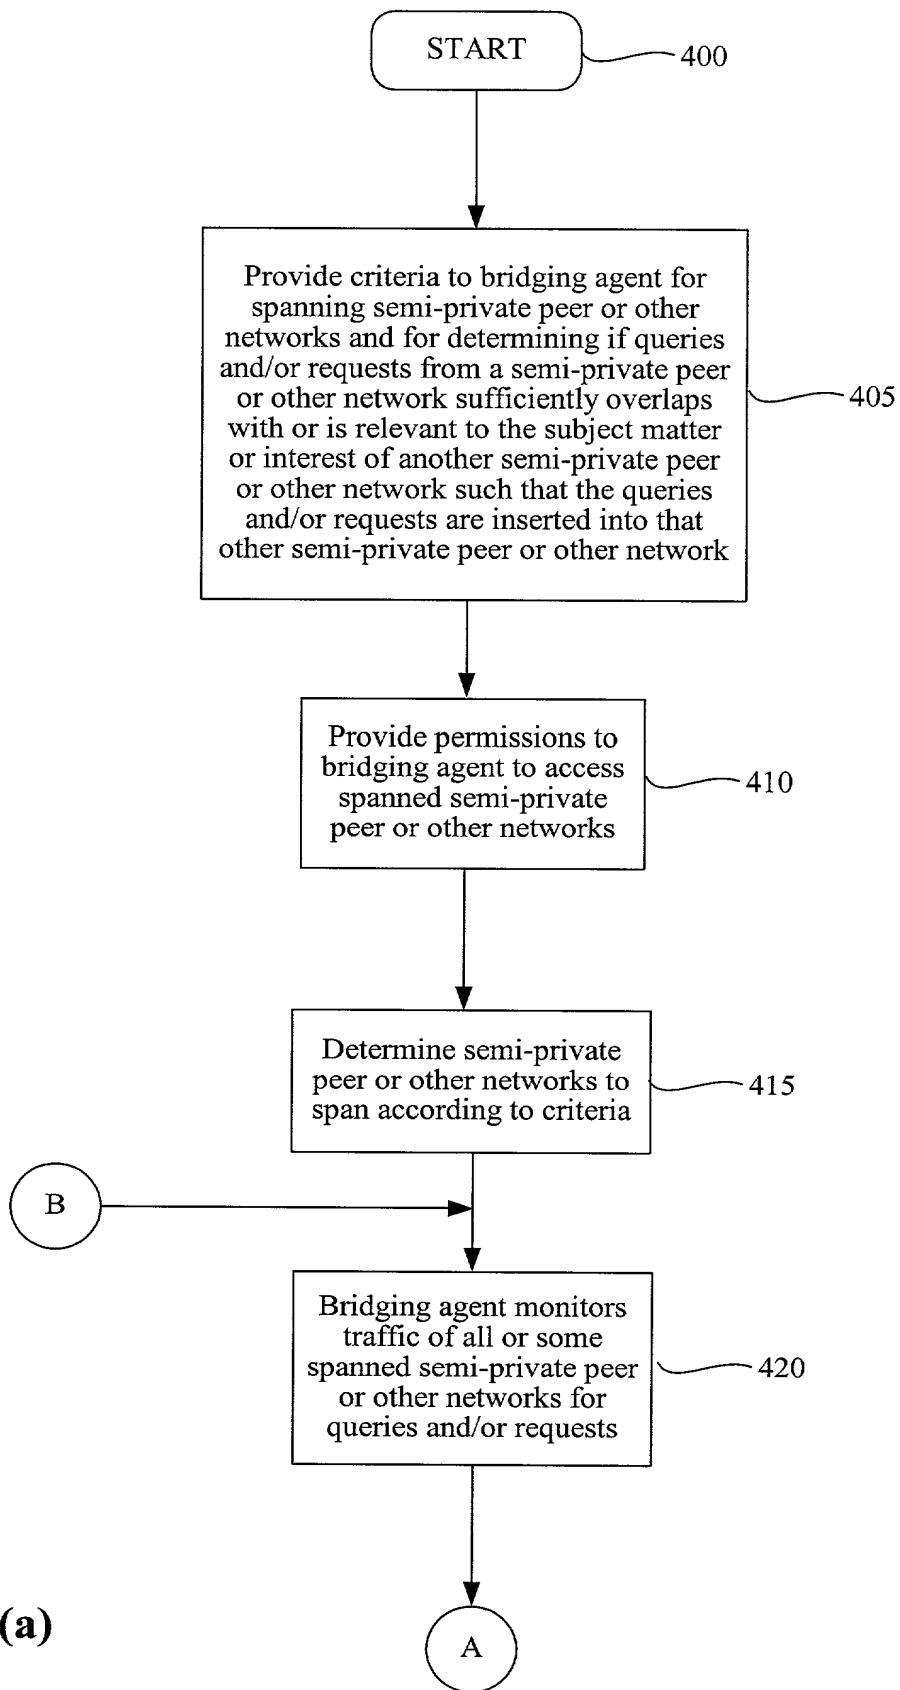 START
400
Provide criteria to bridging agent for
spanning semi-private peer or other
networks and for determining if queries
and/or requests from a semi-private peer
or other network sufficiently overlaps
with or is relevant to the subject matter
or interest of another semi-private peer
or other network such that the queries
and/or requests are inserted into that
other semi-private peer or other network
405
Provide permissions to
bridging agent to access
spanned semi-private
peer or other networks
410
Determine semi-private
peer or other networks to
span according to criteria
415
B
Bridging agent monitors
traffic of all or some
spanned semi-private peer
or other networks for
queries and/or requests
420
(a)
A